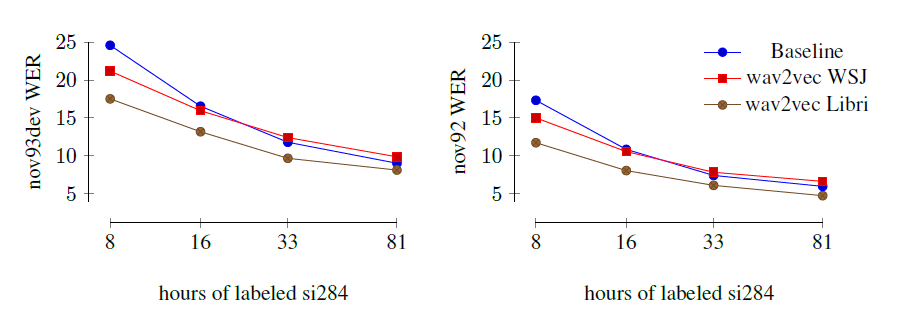 nov93dev WER
25
20
15
10
5
8 16 33 81
hours of labeled si284
nov92 WER
25
20
15
10
5
8 16 33 81
hours of labeled si284
Baseline
wav2vec WSJ
wav2vec Libri